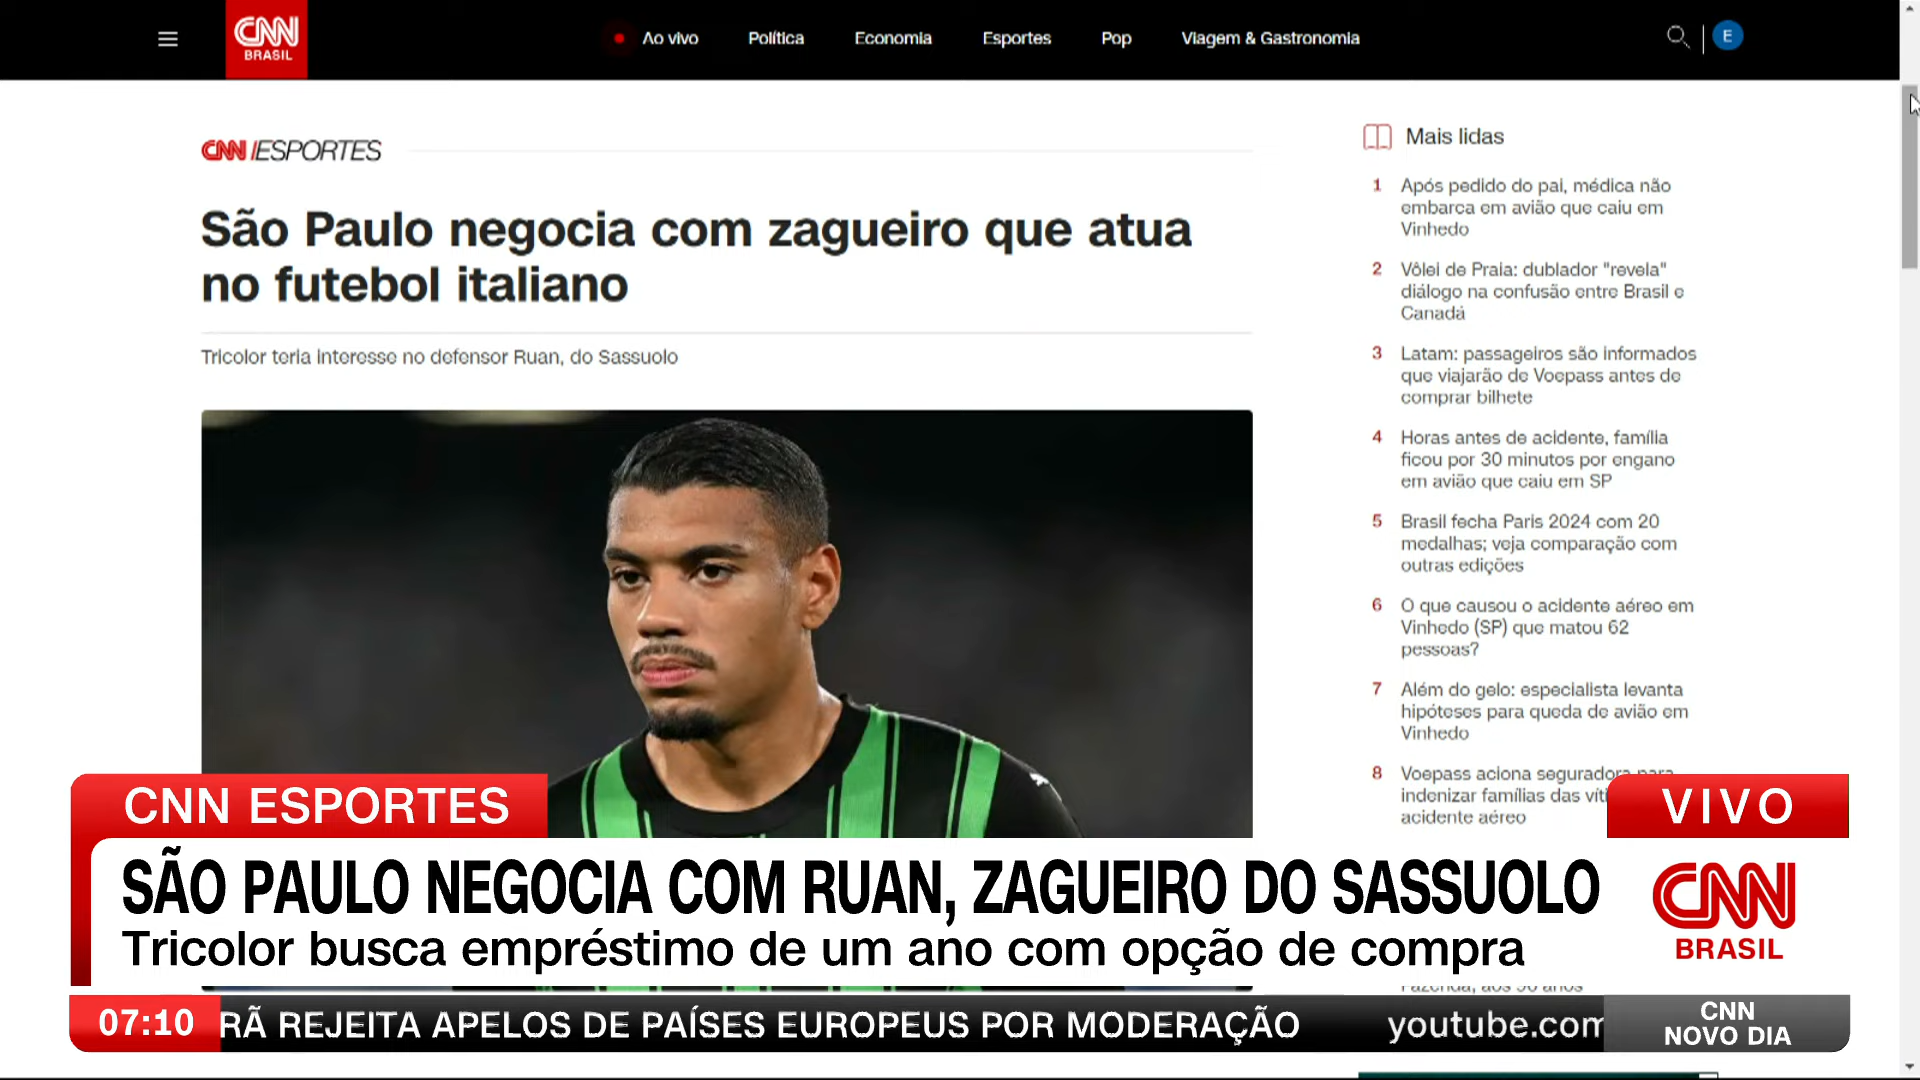 CNN BRASIL
Ao vivo
Política
Economia
Esportes
Pop
Viagem & Gastronomia
E
CNN/ESPORTES
São Paulo negocia com zagueiro que atua
no futebol italiano
Tricolor teria interesse no defensor Ruan, do Sassuolo
Mais lidas
1 Após pedido do pai, médica não
embarca em avião que caiu em
Vinhedo
2 Vôlei de Praia: dublador "revela"
diálogo na confusão entre Brasil e
Canadá
3 Latam: passageiros são informados
que viajarão de Voepass antes de
comprar bilhete
4 Horas antes de acidente, família
ficou por 30 minutos por engano
em avião que caiu em SP
5 Brasil fecha Paris 2024 com 20
medalhas; veja comparação com
outras edições
6 O que causou o acidente aéreo em
Vinhedo (SP) que matou 62
pessoas?
7 Além do gelo: especialista levanta
hipóteses para queda de avião em
Vinhedo
8 Voepass aciona seguradora para
indenizar famílias das víti
acidente aéreo
CNN ESPORTES
VIVO
SÃO PAULO NEGOCIA COM RUAN, ZAGUEIRO DO SASSUOLO
Tricolor busca empréstimo de um ano com opção de compra
CNN
BRASIL
07:10
RÃ REJEITA APELOS DE PAÍSES EUROPEUS POR MODERAÇÃO
youtube.com
CNN
NOVO DIA